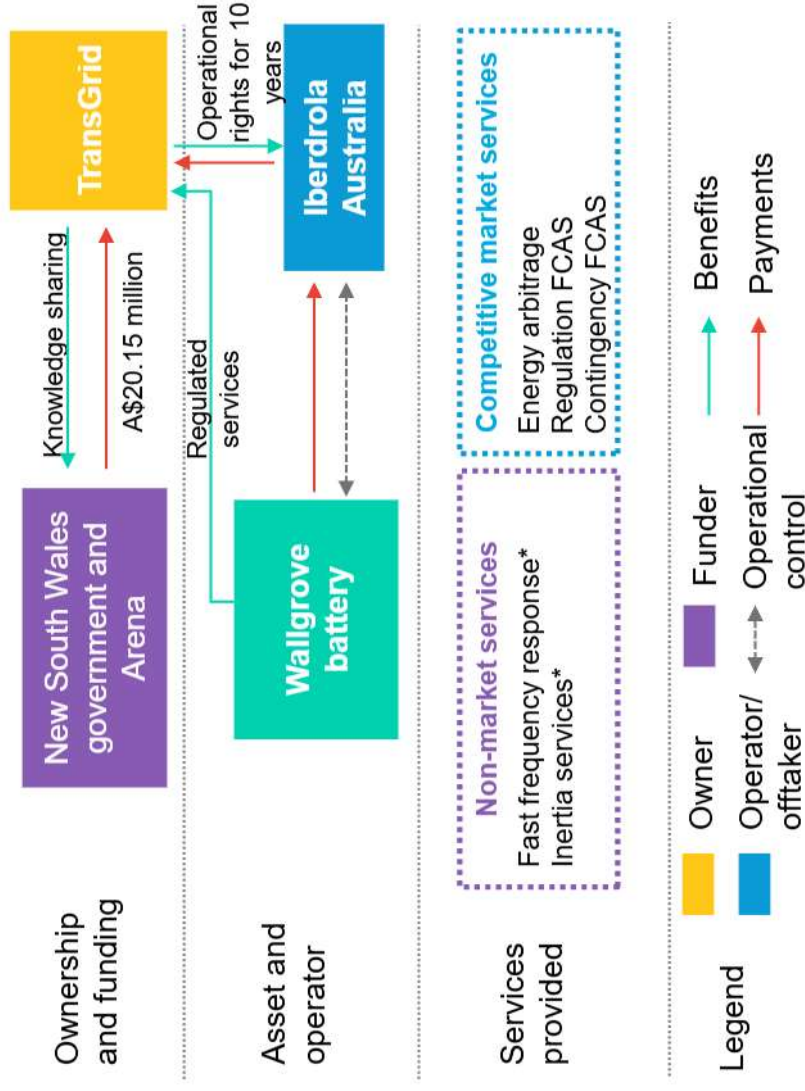 Ownership
and funding
New South Wales
government and
Arena
Knowledge sharing
A$20.15 million
TransGrid
Asset and
operator
Wallgrove
battery
Regulated
services
Operational
rights for 10
years
Iberdrola
Australia
Services
provided
Non-market services
Fast frequency response*
Inertia services*
Competitive market services
Energy arbitrage
Regulation FCAS
Contingency FCAS
Legend
Owner
Funder
Benefits
Operator/
offtaker
Operational
control
Payments